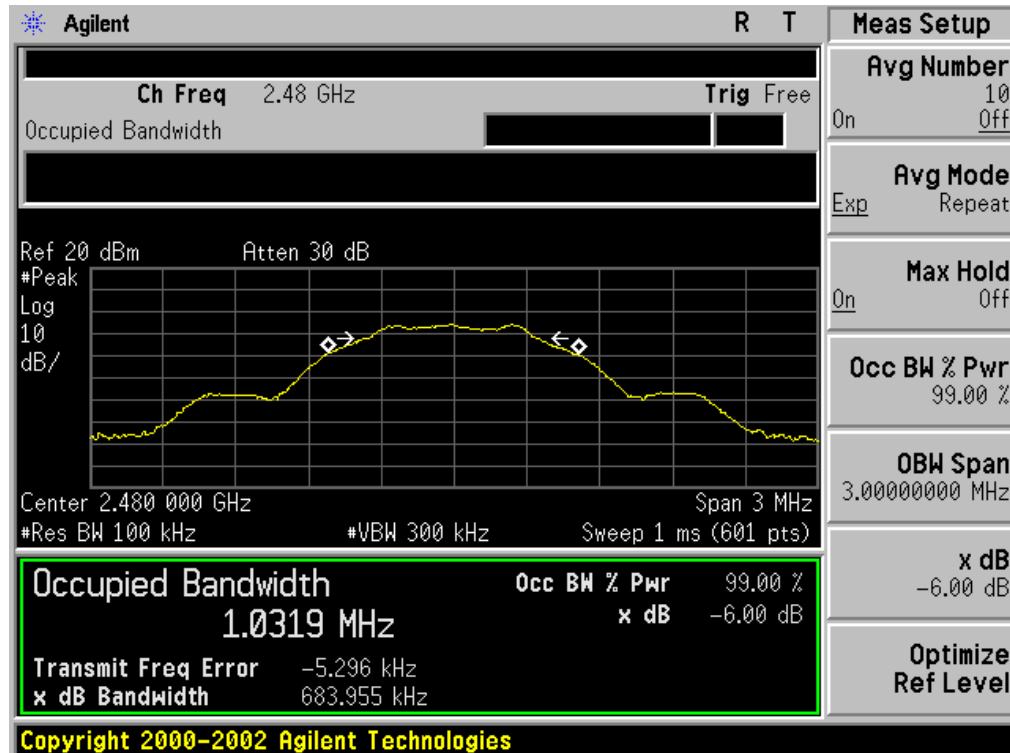 Agilent R T
Ch Freq 2.48 GHz Trig Free
Occupied Bandwidth
Ref 20 dBm Atten 30 dB
#Peak
Log
10
dB/
Center 2.480 000 GHz Span 3 MHz
#Res BW 100 kHz #VBW 300 kHz Sweep 1 ms (601 pts)
Occupied Bandwidth
1.0319 MHz
Occ BW % Pwr 99.00 %
x dB -6.00 dB
Transmit Freq Error -5.296 kHz
x dB Bandwidth 683.955 kHz
Copyright 2000-2002 Agilent Technologies
Meas Setup
Avg Number
10
On Off
Avg Mode
Exp Repeat
Max Hold
On Off
Occ BW % Pwr
99.00 %
OBW Span
3.00000000 MHz
x dB
-6.00 dB
Optimize
Ref Level